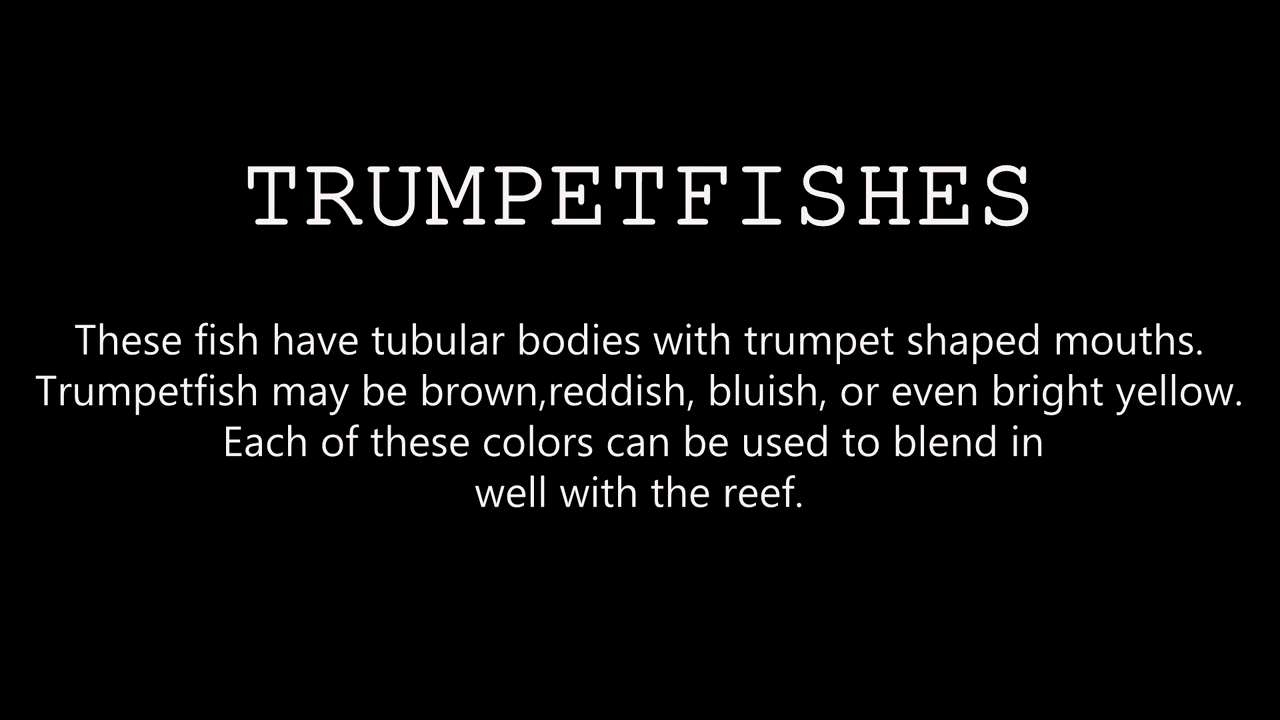 TRUMPETFISHES
These fish have tubular bodies with trumpet shaped mouths.
Trumpetfish may be brown,reddish, bluish, or even bright yellow.
Each of these colors can be used to blend in
well with the reef.